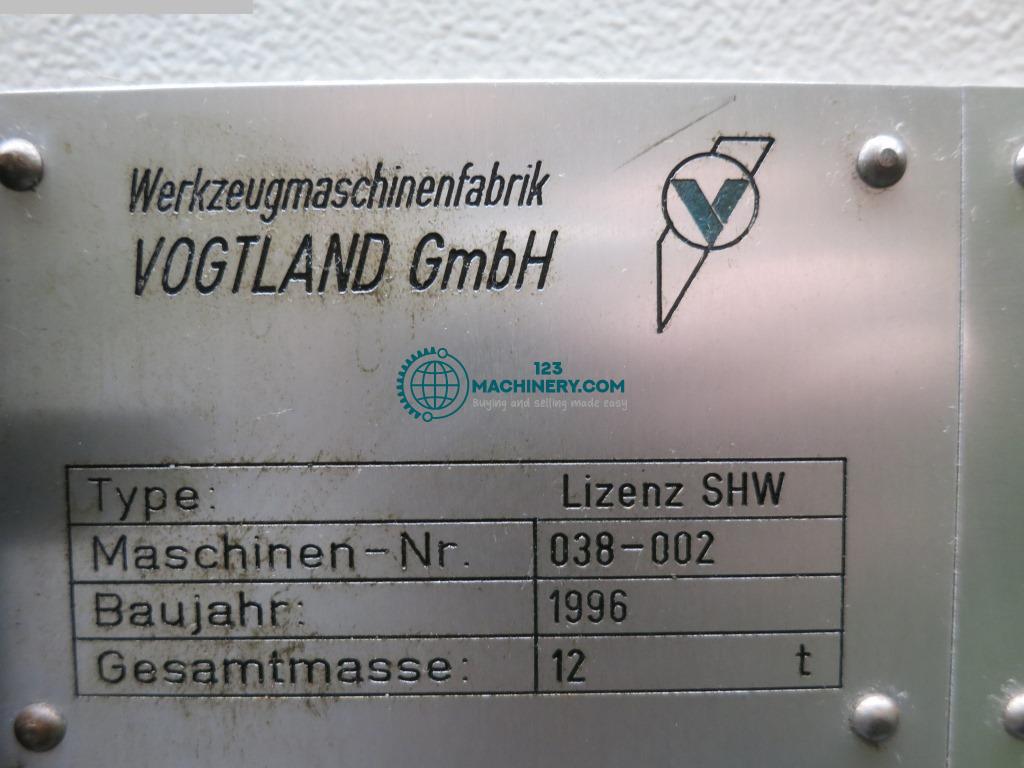 Werkzeugmaschinenfabrik
VOGTLAND GmbH
V
123
MACHINERY.COM
Buying and selling made easy
Type: Lizenz SHW
Maschinen-Nr. 038-002
Baujahr: 1996
Gesamtmasse: 12 t